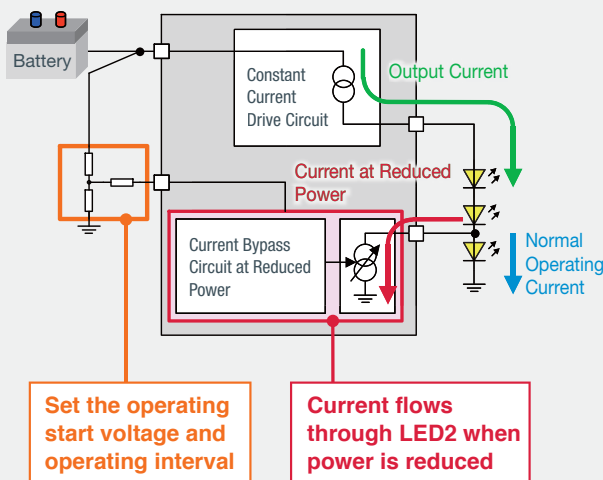 Battery
Constant
Current
Drive Circuit
Output Current
Current at Reduced
Power
Current Bypass
Circuit at Reduced
Power
Normal
Operating
Current
Set the operating
start voltage and
operating interval
Current flows
through LED2 when
power is reduced